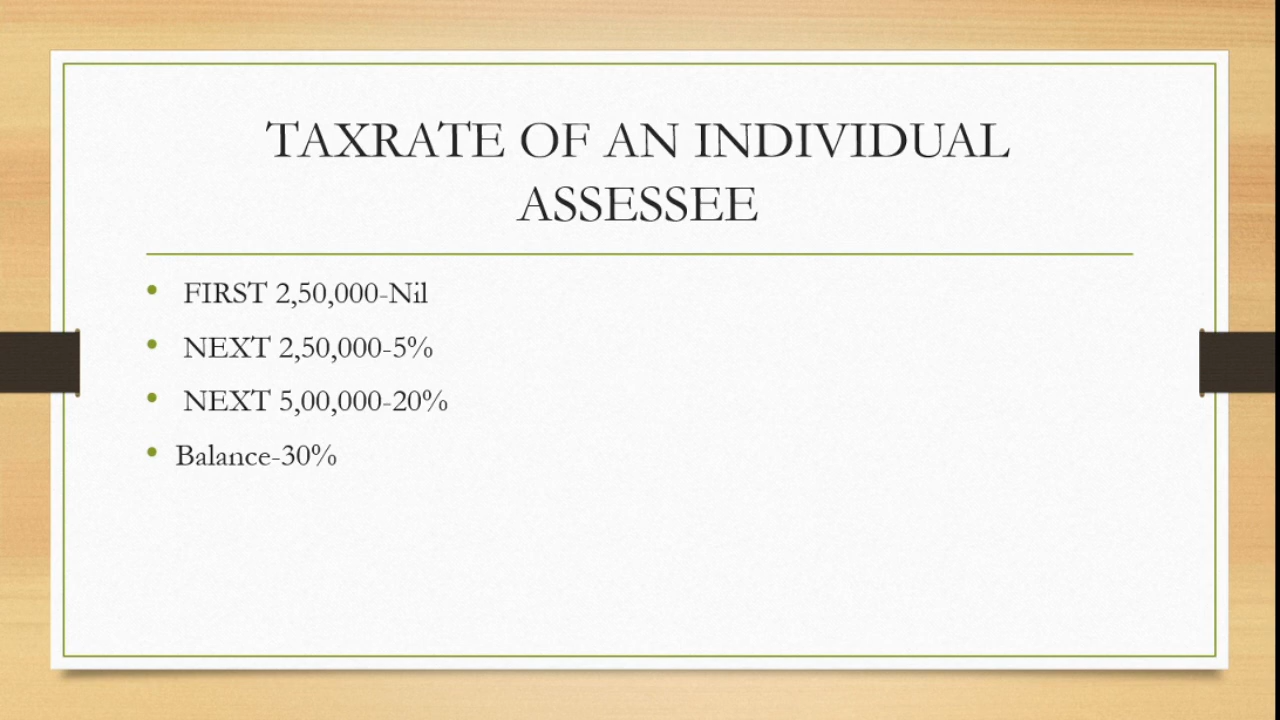 TAXRATE OF AN INDIVIDUAL
ASSESSEE
• FIRST 2,50,000-Nil
• NEXT 2,50,000-5%
• NEXT 5,00,000-20%
• Balance-30%